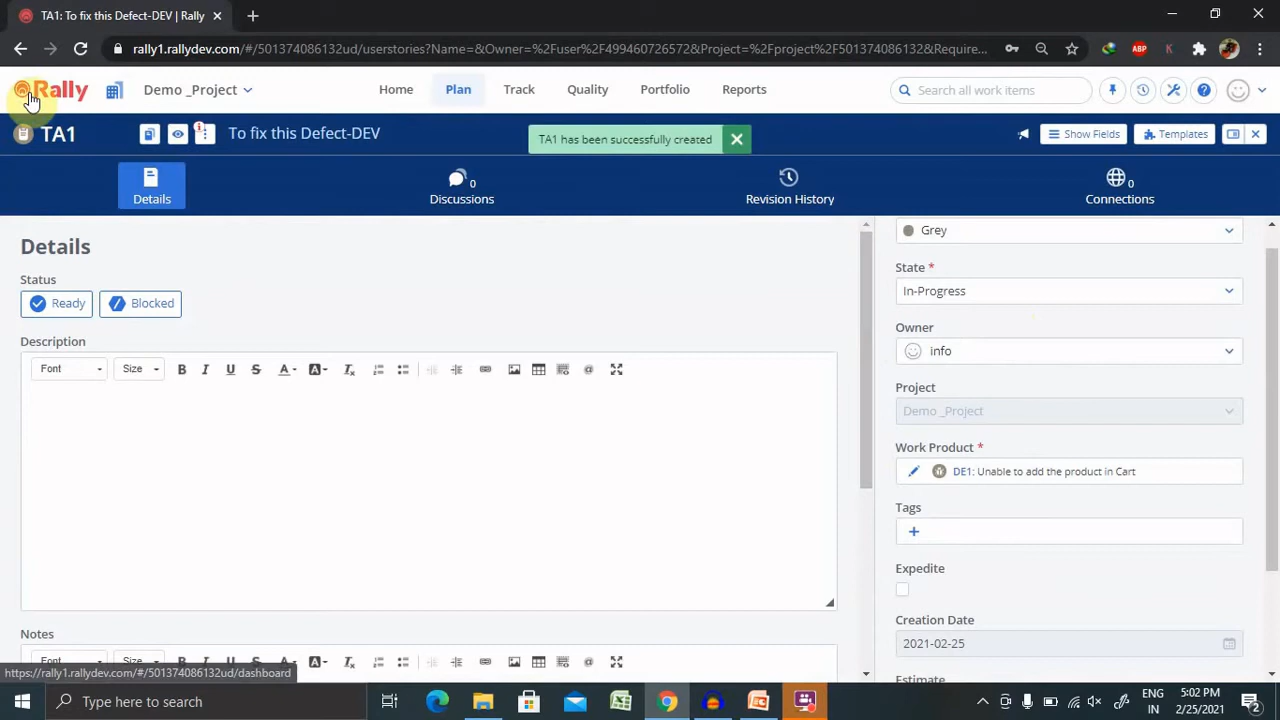 TA1: To fix this Defect-DEV | Rally
rally1.rallydev.com/#/501374086132ud/userstories?Name=&Owner=%2Fuser%2F499460726572&Project=%2Fproject%2F501373086132&Require...
Rally
Demo _Project
Home
Plan
Track
Quality
Portfolio
Reports
Search all work items
TA1
To fix this Defect-DEV
TA1 has been successfully created
Show Fields
Templates
Details
Discussions
0
Revision History
Connections
0
Details
Status
Ready
Blocked
Description
Font
Size
Notes
Font
Size
Grey
State *
In-Progress
Owner
info
Project
Demo _Project
Work Product *
DE1: Unable to add the product in Cart
Tags
Expedite
Creation Date
2021-02-25
Estimate
https://rally1.rallydev.com/#/501374086132ud/dashboard
Type here to search
ENG
IN
5:02 PM
2/25/2021
2